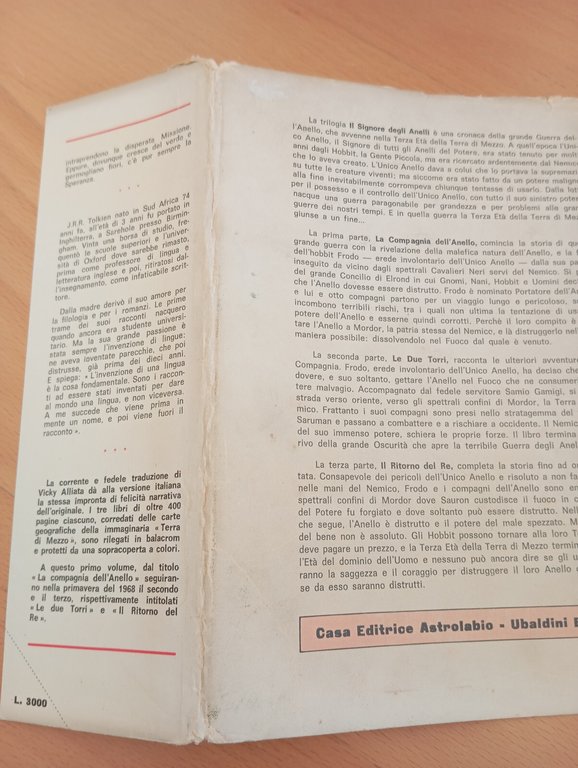 intraprendono la disperata Missione.
Eppure, dovunque cresce del verde e
germogliano fiori, c'è pur sempre la
Speranza.
* * *
J.R.R. Tolkien nato in Sud Africa 74
anni fa, all'età di 3 anni fu portato in
Inghilterra, a Sarehole presso Birmin-
gham. Vinta una borsa di studio, fre-
quentò le scuole superiori e l'univer-
sità di Oxford dove sarebbe rimasto,
prima come professore di lingua e
letteratura inglese e poi, ritiratosi dal-
l'insegnamento, come infaticabile scrit-
tore.
Dalla madre derivò il suo amore per
la filologia e per i romanzi. Le prime
trame dei suoi racconti nacquero
quando ancora era studente universi-
tario. Ma la sua grande passione è
stata sempre l'invenzione di lingue:
ne aveva inventate parecchie, che poi
distrusse, già prima dei dieci anni.
E spiega: « L'invenzione di una lingua
è la cosa fondamentale. Sono i raccon-
ti ad essere stati inventati per dare
al mondo una lingua, e non viceversa.
A me succede che viene prima in
mente un nome, e poi viene fuori il
racconto ».
* * *
La corrente e fedele traduzione di
Vicky Alliata dà alla versione italiana
la stessa impronta di felicità narrativa
dell'originale. I tre libri di oltre 400
pagine ciascuno, corredati delle carte
geografiche della immaginaria « Terra
di Mezzo », sono rilegati in balacrom
e protetti da una sopracoperta a colori.
A questo primo volume, dal titolo
« La compagnia dell'Anello » seguiran-
no nella primavera del 1968 il secondo
e il terzo, rispettivamente intitolati
« Le due Torri » e « Il Ritorno del
Re ».
L. 3000
La trilogia Il Signore degli Anelli è una cronaca della grande Guerra del-
l'Anello, che avvenne nella Terza Età della Terra di Mezzo. A quell'epoca l'Uni-
co Anello, il Signore di tutti gli Anelli del Potere, era stato tenuto per molti
anni dagli Hobbit, la Gente Piccola, ma era ricercato ardentemente dal Nemico
che lo aveva creato. L'Unico Anello dava a colui che lo portava la supremazia
su tutte le creature viventi; ma siccome era stato fatto da un potere malign
alla fine inevitabilmente corrompeva chiunque tentasse di usarlo. Dalla lot
per il possesso e il controllo dell'Unico Anello, con tutto il suo sinistro poten
nacque una guerra paragonabile per grandezza e per problemi alla gran
guerre dei nostri tempi. E in quella guerra la Terza Età della Terra di Me
giunse a un fine...
La prima parte, La Compagnia dell'Anello, comincia la storia di qu
grande guerra con la rivelazione della malefica natura dell'Anello, e la f
dell'hobbit Frodo — erede involontario dell'Unico Anello — dalla sua pa
inseguito da vicino dagli spettrali Cavalieri Neri servi del Nemico. Si
del grande Concilio di Elrond in cui Gnomi, Nani, Hobbit e Uomini deci
che l'Anello dovesse essere distrutto. Frodo è nominato Portatore dell'A
e lui e otto compagni partono per un viaggio lungo e pericoloso, s
incombono terribili rischi, tra i quali non ultima la tentazione di us
potere dell'Anello e esserne quindi corrotti. Perché il loro compito è
tare l'Anello a Mordor, la patria stessa del Nemico, e là distruggerlo nell
maniera possibile: dissolvendolo nel Fuoco dal quale è venuto.
La seconda parte, Le Due Torri, racconta le ulteriori avventure
Compagnia. Frodo, erede involontario dell'Unico Anello, ha deciso che
dovere, e suo soltanto, gettare l'Anello nel Fuoco che ne consumer
tere malvagio. Accompagnato dal fedele servitore Samio Gamigi, si
strada verso oriente, verso gli spettrali confini di Mordor, la Terra
mico. Frattanto i suoi compagni sono presi nello stratagemma del
Saruman e passano a combattere e a rischiare a occidente. Il Nemic
del suo immenso potere, schiera le proprie forze. Il libro termina
rivo della grande Oscurità che apre la terribile Guerra degli Anel
La terza parte, Il Ritorno del Re, completa la storia fino ad o
tata. Consapevole dei pericoli dell'Unico Anello e risoluto a non fa
nelle mani del Nemico, Frodo e i compagni dell'Anello sono en
spettrali confini di Mordor dove Sauron custodisce il fuoco in c
del Potere fu forgiato e dove soltanto può essere distrutto. Nell
che segue, l'Anello è distrutto e il potere del male spezzato. M
del bene non è assoluto. Gli Hobbit possono tornare alla loro T
deve pagare un prezzo, e la Terza Età della Terra di Mezzo termin
l'Età del dominio dell'Uomo e nessuno può ancora dire se gli u
ranno la saggezza e il coraggio per distruggere il loro Anello
se da esso saranno distrutti.
Casa Editrice Astrolabio - Ubaldini